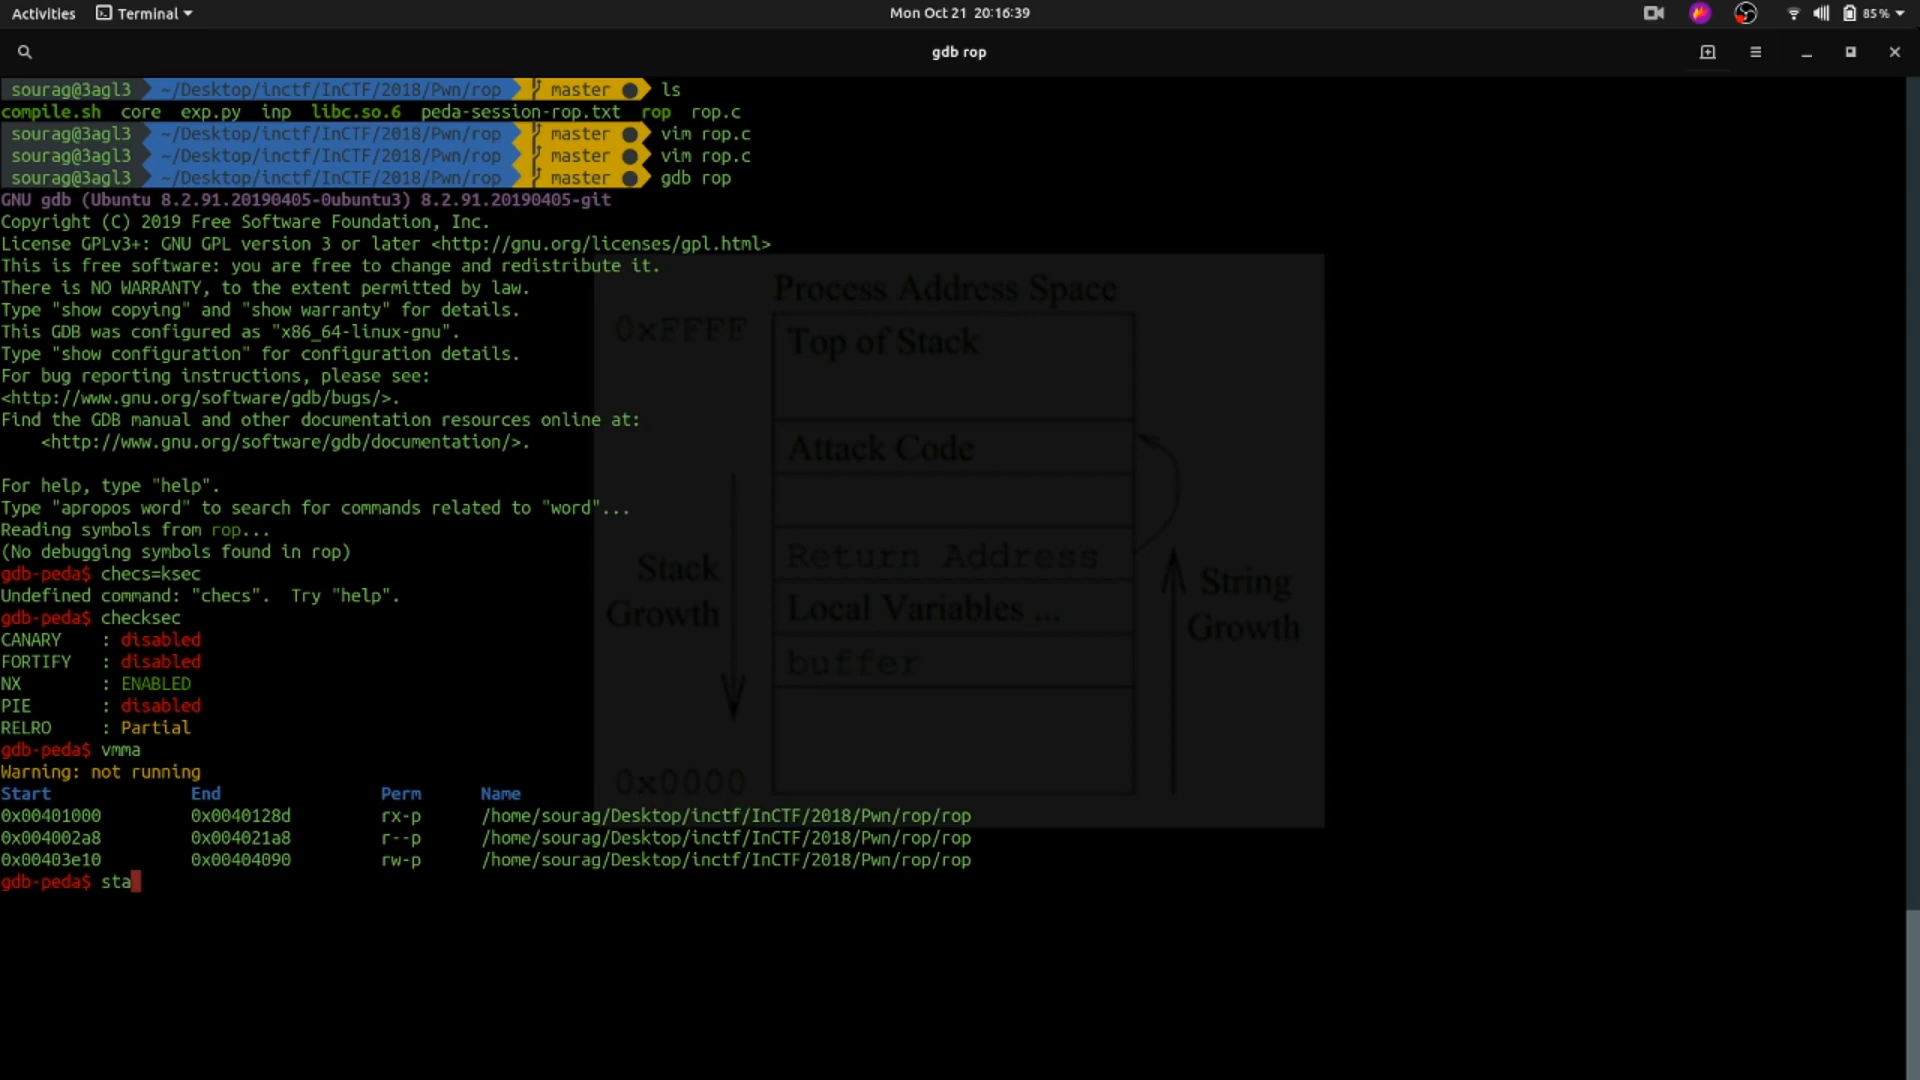 Activities Terminal Mon Oct 21 20:16:39 85%
gdb rop
sourag@3agl3 ~/Desktop/inctf/InCTF/2018/Pwn/rop master ls
compile.sh core exp.py inp libc.so.6 peda-session-rop.txt rop rop.c
sourag@3agl3 ~/Desktop/inctf/InCTF/2018/Pwn/rop master vim rop.c
sourag@3agl3 ~/Desktop/inctf/InCTF/2018/Pwn/rop master vim rop.c
sourag@3agl3 ~/Desktop/inctf/InCTF/2018/Pwn/rop master gdb rop
GNU gdb (Ubuntu 8.2.91.20190405-0ubuntu3) 8.2.91.20190405-git
Copyright (C) 2019 Free Software Foundation, Inc.
License GPLv3+: GNU GPL version 3 or later <http://gnu.org/licenses/gpl.html>
This is free software: you are free to change and redistribute it.
There is NO WARRANTY, to the extent permitted by law.
Type "show copying" and "show warranty" for details.
This GDB was configured as "x86_64-linux-gnu".
Type "show configuration" for configuration details.
For bug reporting instructions, please see:
<http://www.gnu.org/software/gdb/bugs/>.
Find the GDB manual and other documentation resources online at:
<http://www.gnu.org/software/gdb/documentation/>.
For help, type "help".
Type "apropos word" to search for commands related to "word"...
Reading symbols from rop...
(No debugging symbols found in rop)
gdb-peda$ checs=ksec
Undefined command: "checs".  Try "help".
gdb-peda$ checksec
CANARY : disabled
FORTIFY : disabled
NX : ENABLED
PIE : disabled
RELRO : Partial
gdb-peda$ vmma
Warning: not running
Start End Perm Name
0x00401000 0x0040128d rx-p /home/sourag/Desktop/inctf/InCTF/2018/Pwn/rop/rop
0x004002a8 0x004021a8 r--p /home/sourag/Desktop/inctf/InCTF/2018/Pwn/rop/rop
0x00403e10 0x00404090 rw-p /home/sourag/Desktop/inctf/InCTF/2018/Pwn/rop/rop
gdb-peda$ sta
Process Address Space
0xFFFF
Top of Stack
Attack Code
Return Address
Stack
Growth
Local Variables ...
String
Growth
buffer
0x0000